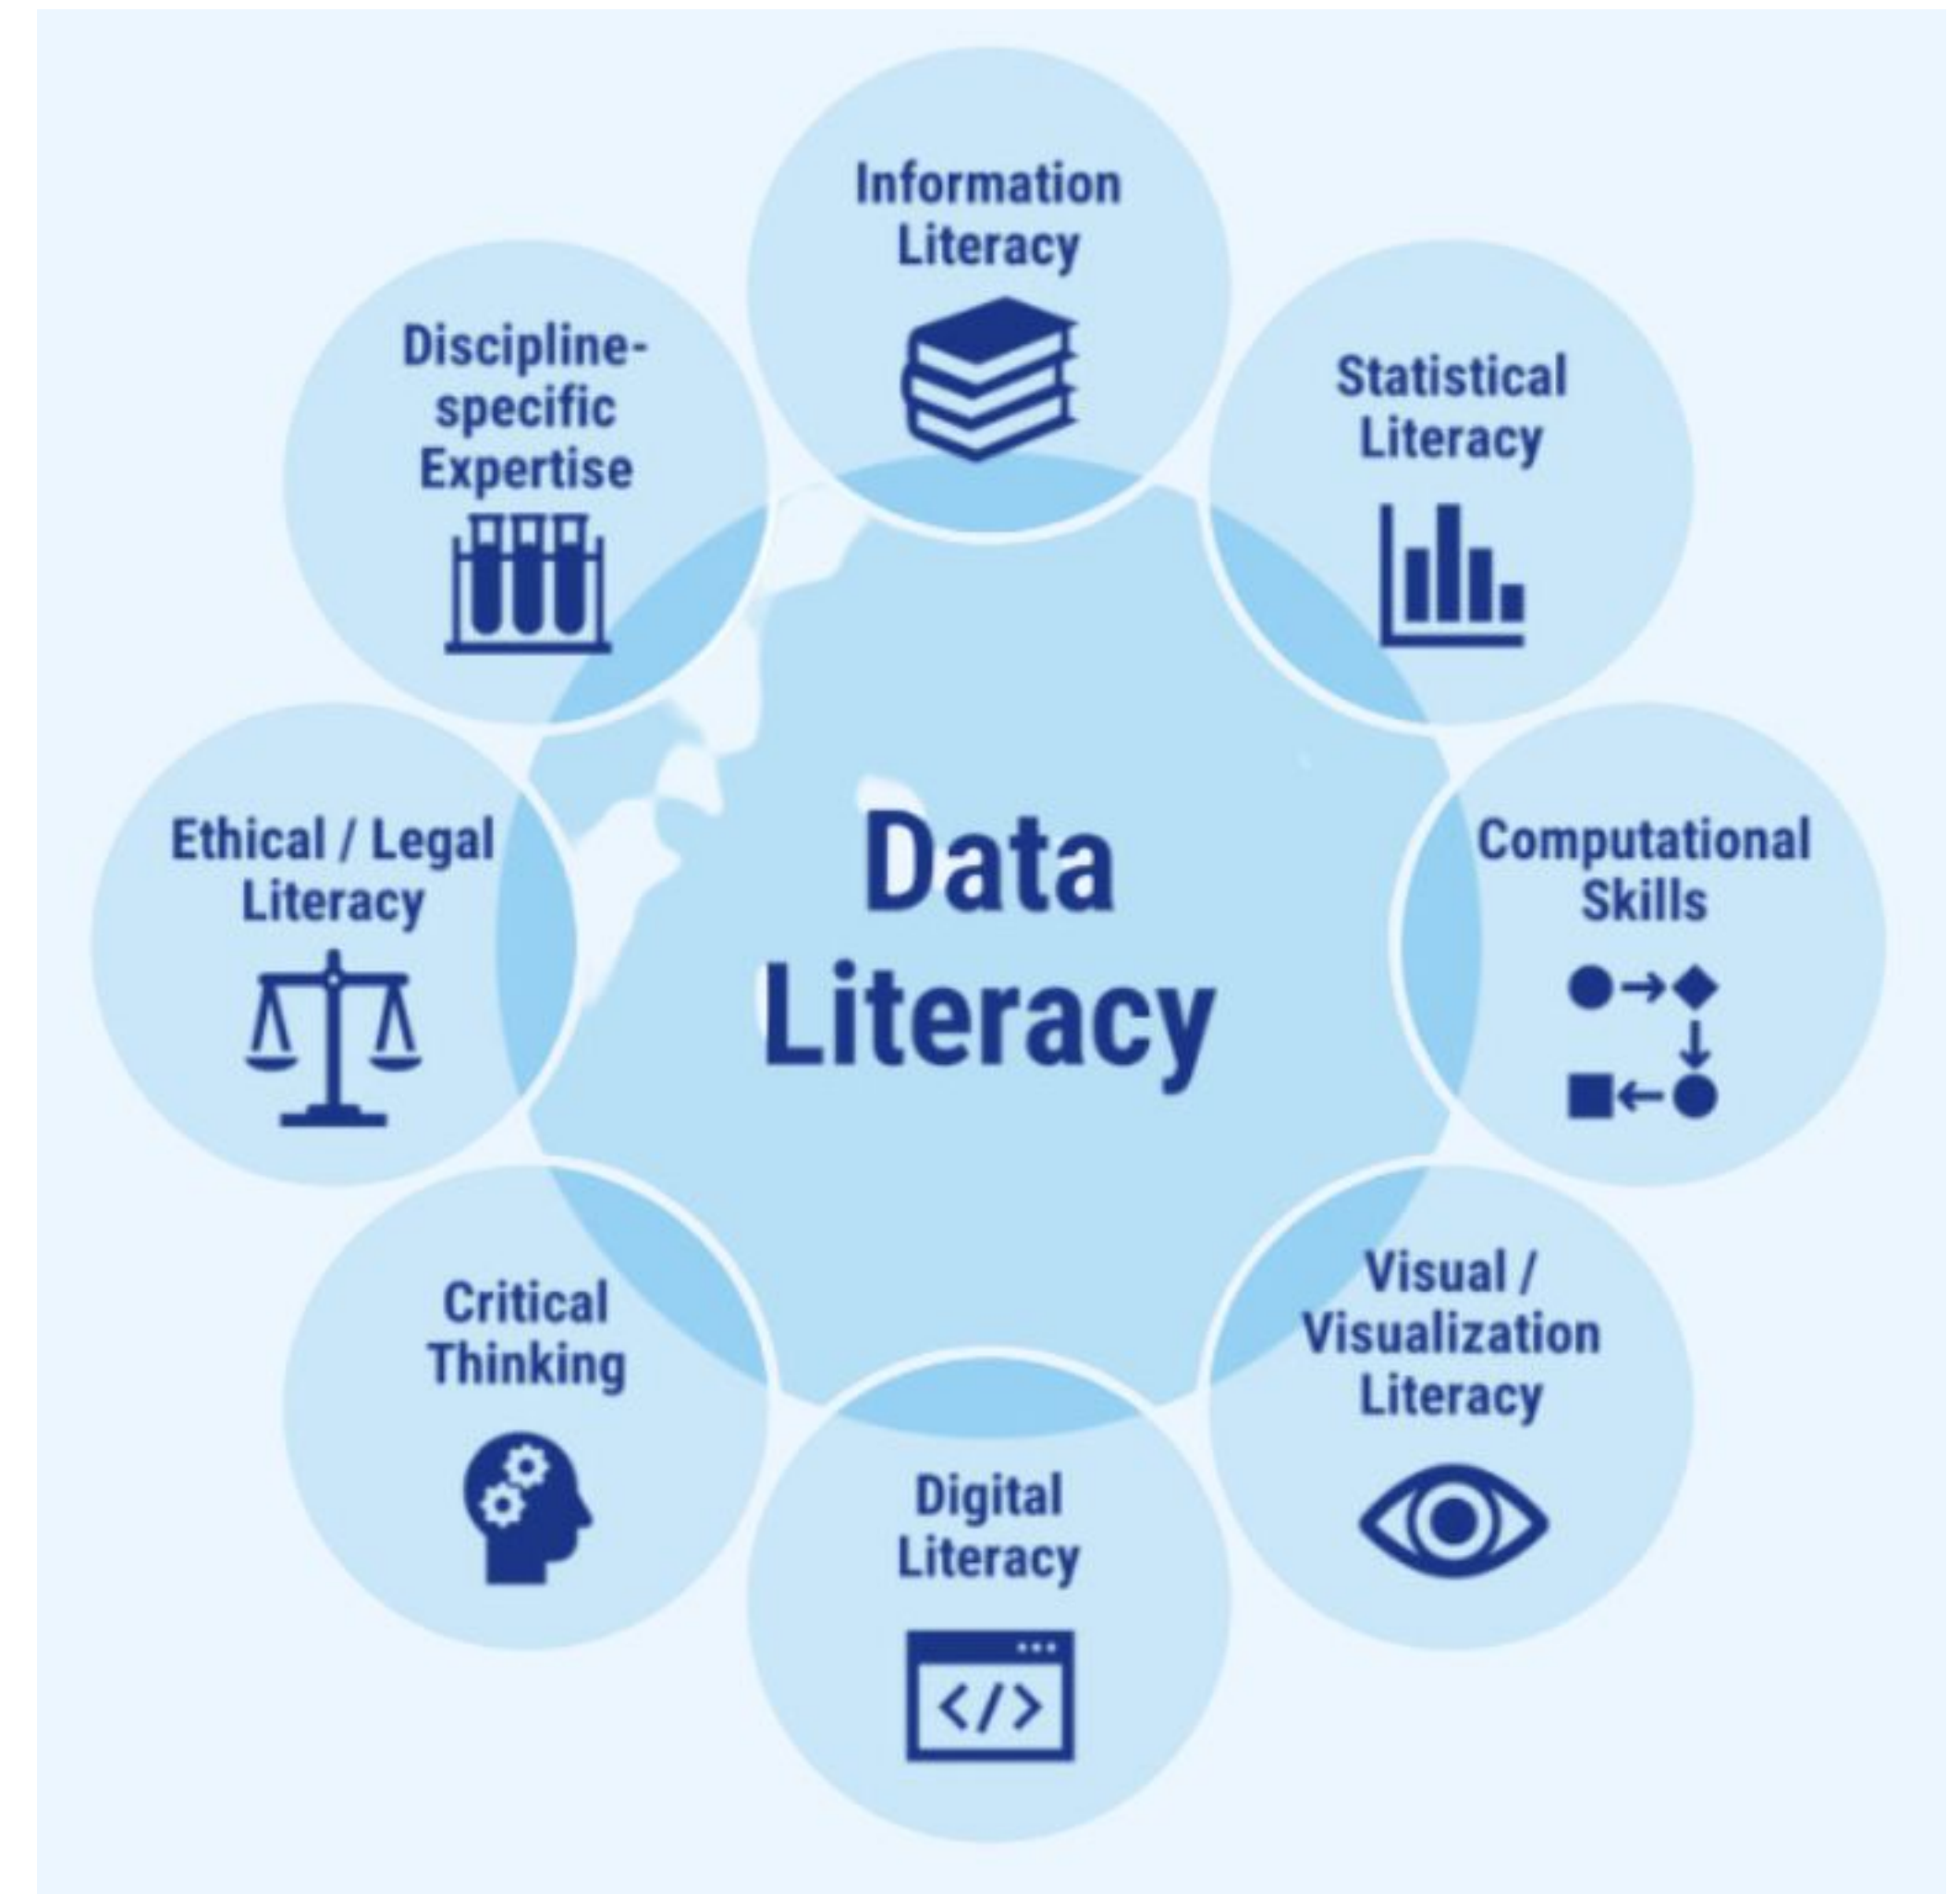 Information
Literacy
Statistical
Literacy
Computational
Skills
Visual /
Visualization
Literacy
Digital
Literacy
Critical
Thinking
Ethical / Legal
Literacy
Discipline-
specific
Expertise
Data
Literacy
</>